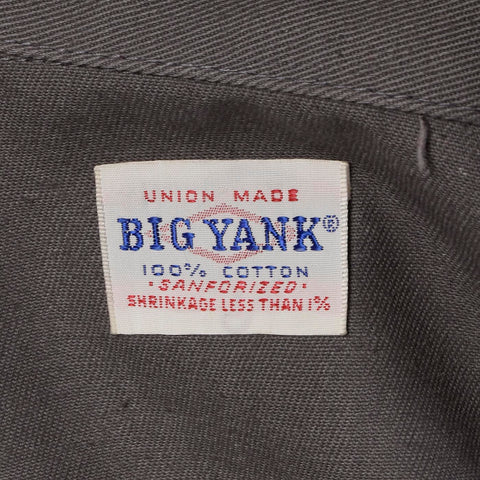 UNION MADE
BIG YANK®
100% COTTON
• SANFORIZED •
SHRINKAGE LESS THAN 1%